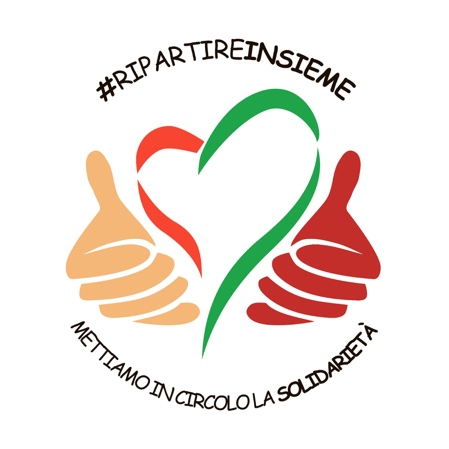 #RIPARTIREINSIEME
METTIAMO IN CIRCOLO LA SOLIDARIETÀ